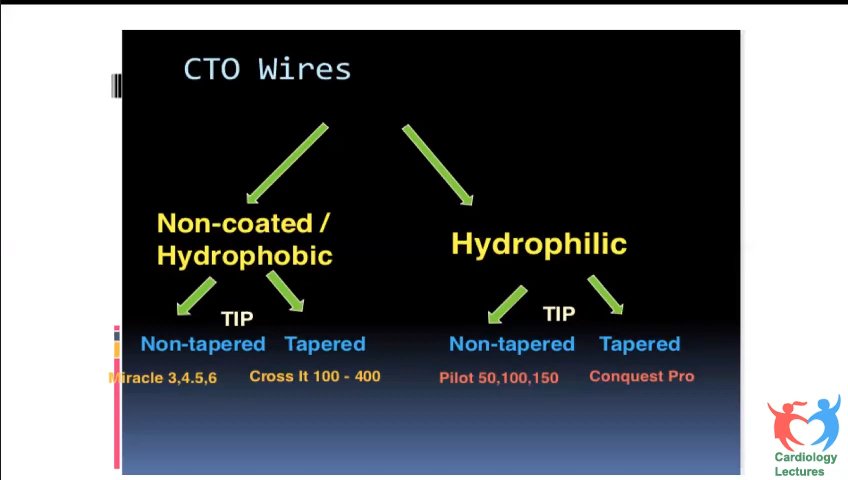 CTO Wires
Non-coated /
Hydrophobic
Hydrophilic
TIP
TIP
Non-tapered
Tapered
Non-tapered
Tapered
Miracle 3,4.5,6
Cross It 100 - 400
Pilot 50,100,150
Conquest Pro
Cardiology
Lectures